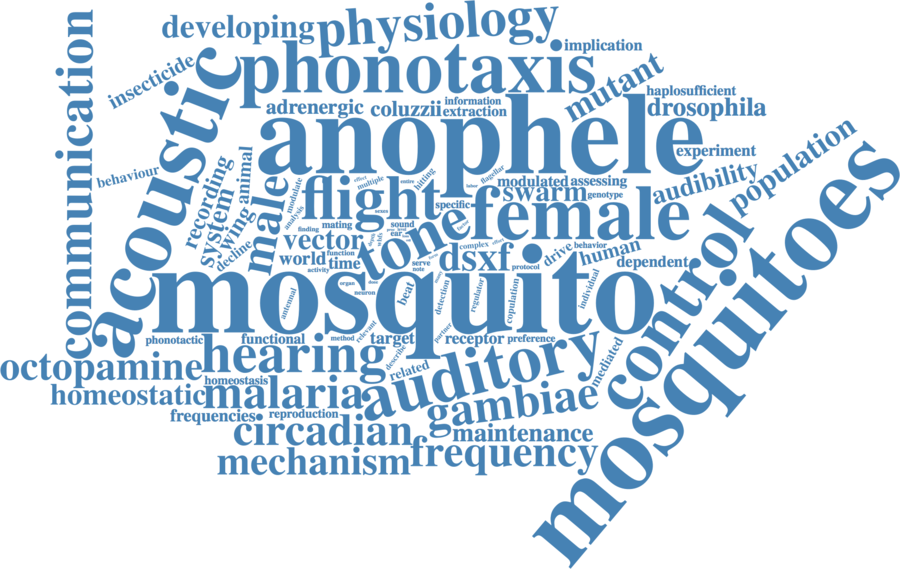 developing
physiology
implication
communication
insecticide
acoustic
phonotaxis
mutant
haplosufficient
adrenergic
coluzzii
information
extraction
drosophila
anophele
experiment
behaviour
recording
animal
system
wing
decline
male
modulate
analysis
flight
multiple
hitting
flagellar
modulated
assessing
swarm
genotype
audibility
population
mosquitoes
specific
female
mating
sound
ear
finding
vector
function
tone
world
time
activity
serve
note
dsxf
complex
effect
drive
behavior
human
protocol
dependent
control
mosquito
antennal
organ
neuron
beat
detection
regulator
copulation
individual
phonotactic
functional
method
relevant
target
partner
receptor
preference
mediated
hearing
describe
related
octopamine
homeostasis
homeostatic
malaria
auditory
frequencies
reproduction
gambiae
circadian
maintenance
mechanism
frequency